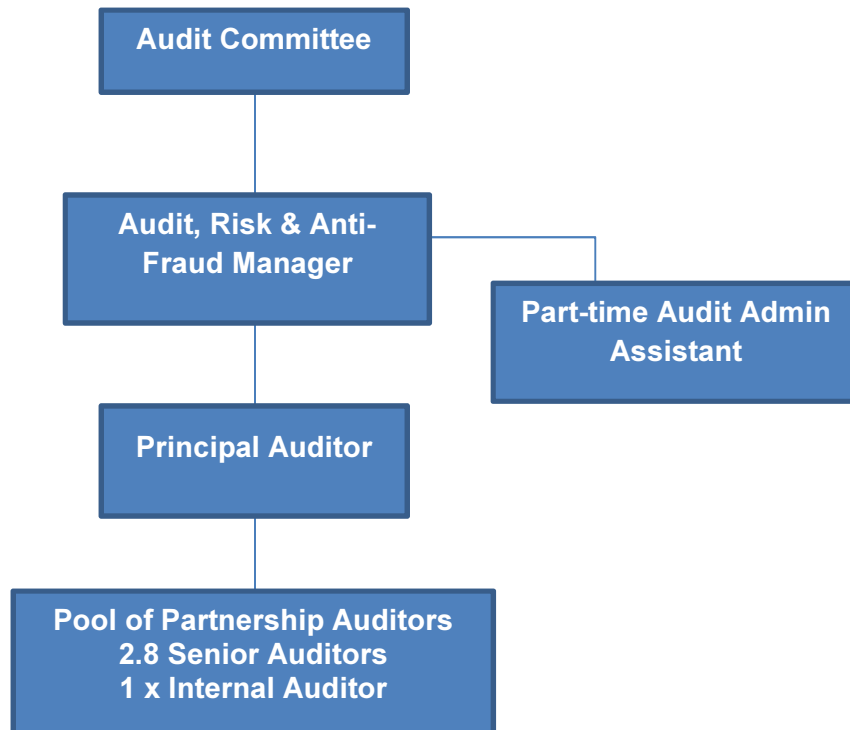 Audit Committee
Audit, Risk & Anti-
Fraud Manager
Part-time Audit Admin
Assistant
Principal Auditor
Pool of Partnership Auditors
2.8 Senior Auditors
1 x Internal Auditor